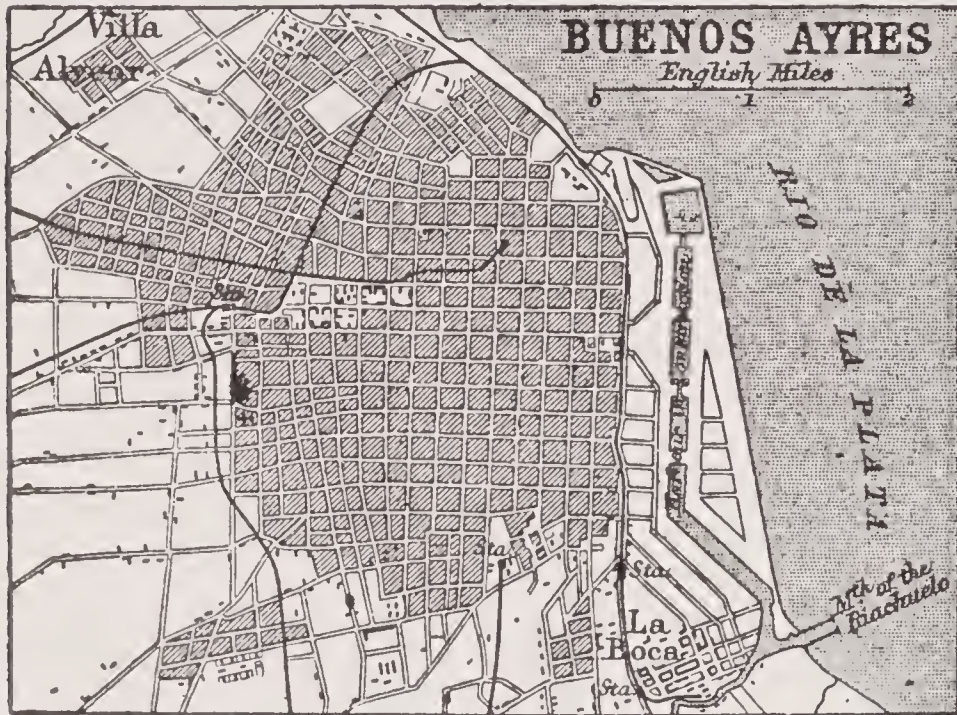 BUENOS AYRES
English Miles
0 1 2
Villa
Alvear
RIO DE LA PLATA
Sta.
Sta.
Sta.
La
Boca
Mth of the
Riachuelo